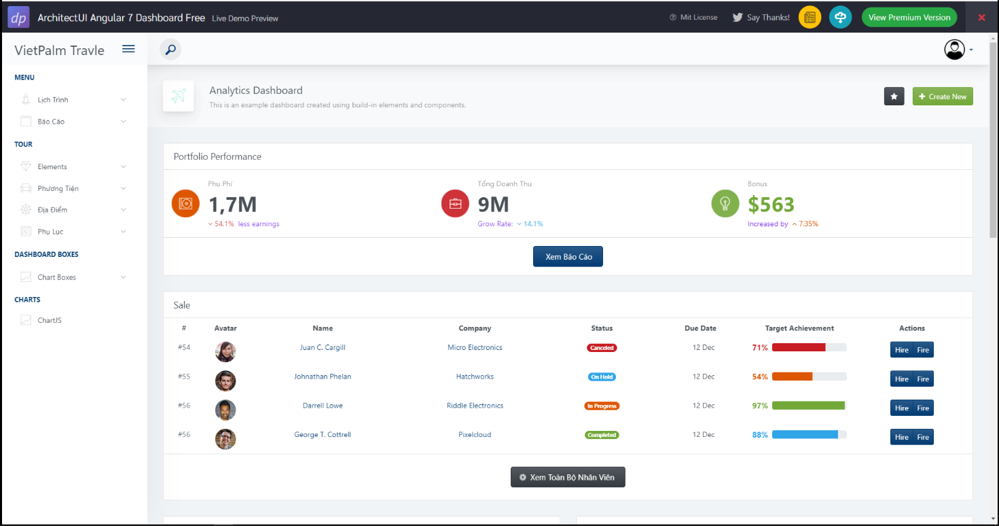 dp ArchitectUI Angular 7 Dashboard Free Live Demo Preview Mit License Say Thanks! View Premium Version
VietPalm Travle
MENU
Lịch Trình
Báo Cáo
TOUR
Elements
Phương Tiện
Địa Điểm
Phụ Lục
DASHBOARD BOXES
Chart Boxes
CHARTS
ChartJS
Analytics Dashboard
This is an example dashboard created using build-in elements and components.
Create New
Portfolio Performance
Phụ Phí
1,7M
54.1% less earnings
Tổng Doanh Thu
9M
Grow Rate: 14.1%
Bonus
$563
Increased by 7.35%
Xem Báo Cáo
Sale
# Avatar Name Company Status Due Date Target Achievement Actions
#54 Juan C. Cargill Micro Electronics Canceled 12 Dec 71% Hire Fire
#55 Johnathan Phelan Hatchworks On Hold 12 Dec 54% Hire Fire
#56 Darrell Lowe Riddle Electronics In Progress 12 Dec 97% Hire Fire
#56 George T. Cottrell Pixelcloud Completed 12 Dec 88% Hire Fire
Xem Toàn Bộ Nhân Viên